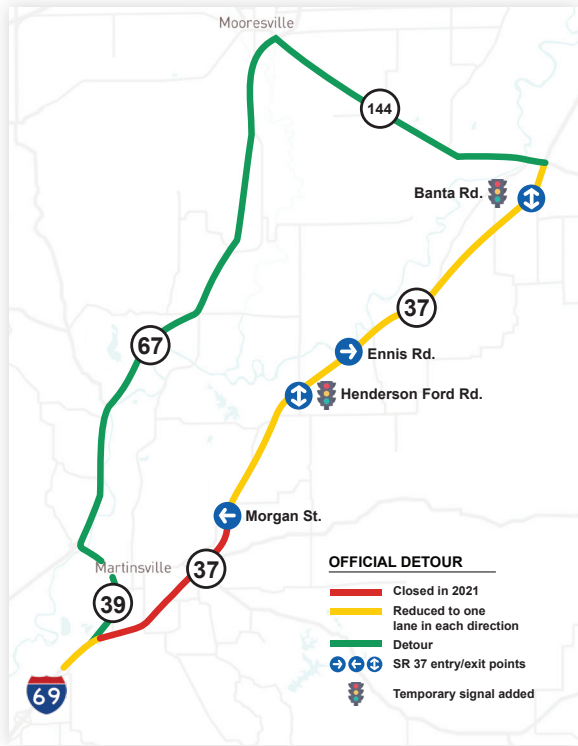 Mooresville
144
Banta Rd.
37
67
Ennis Rd.
Henderson Ford Rd.
Morgan St.
Martinsville
37
39
69
OFFICIAL DETOUR
Closed in 2021
Reduced to one
lane in each direction
Detour
SR 37 entry/exit points
Temporary signal added